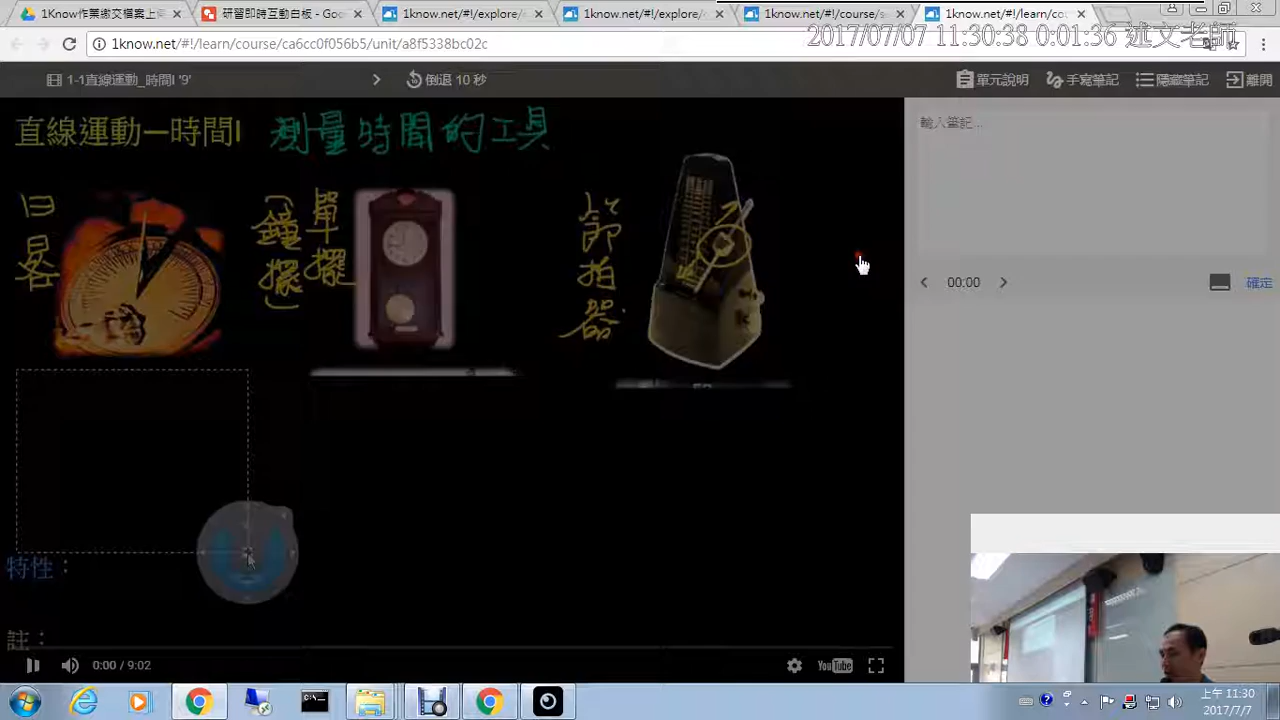 1Know作業繳交檔案上
研習即時互動白板 - Goo
1know.net/#!/explore/
1know.net/#!/explore/
1know.net/#!/course/
1know.net/#!/learn/co
1know.net/#!/learn/course/ca6cc0f056b5/unit/a8f5338bc02c
2017/07/07 11:30:38 0:01:36 述文老師
1-1直線運動_時間 '9'
倒退 10 秒
單元說明
手寫筆記
隱藏筆記
離開
直線運動—時間I
測量時間的工具
日晷
單擺
(鐘擺)
節拍器
輸入筆記...
00:00
確定
特性：
註：
0:00 / 9:02
YouTube
上午 11:30
2017/7/7